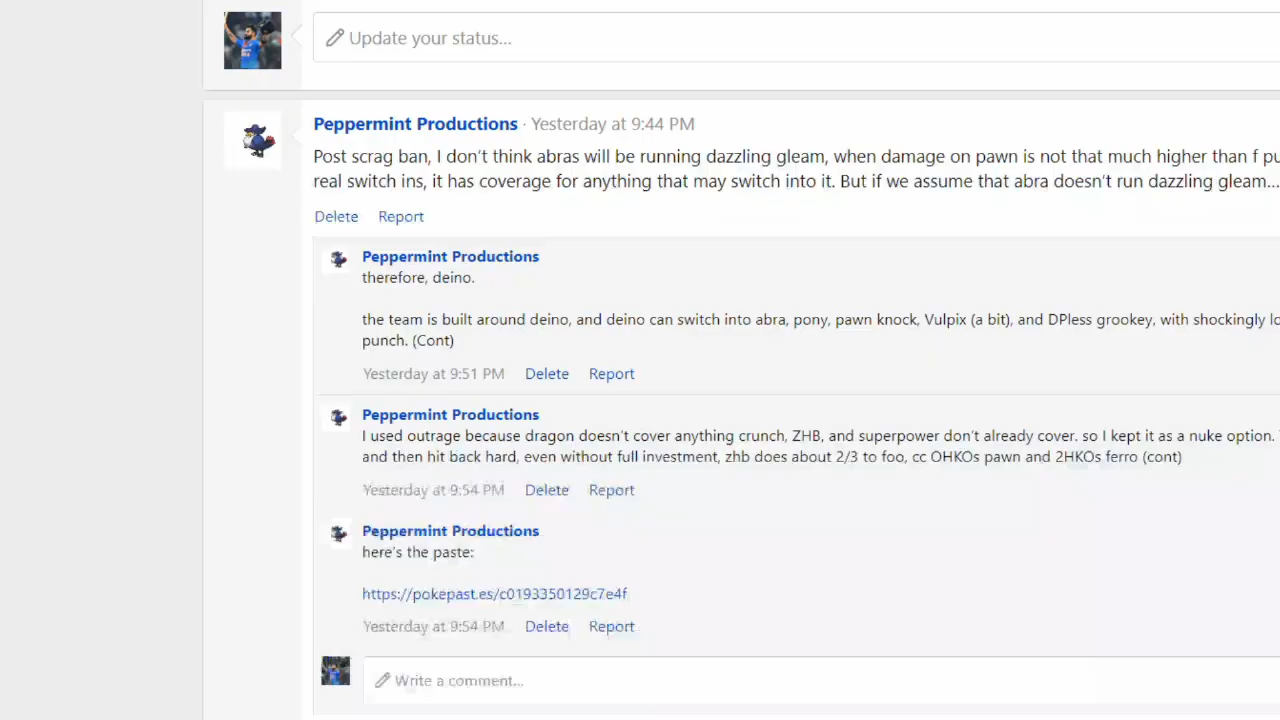 Update your status...
Peppermint Productions · Yesterday at 9:44 PM
Post scrag ban, I don't think abras will be running dazzling gleam, when damage on pawn is not that much higher than f pu
real switch ins, it has coverage for anything that may switch into it. But if we assume that abra doesn't run dazzling gleam...
Delete Report
Peppermint Productions
therefore, deino.
the team is built around deino, and deino can switch into abra, pony, pawn knock, Vulpix (a bit), and DPless grookey, with shockingly lo
punch. (Cont)
Yesterday at 9:51 PM Delete Report
Peppermint Productions
I used outrage because dragon doesn't cover anything crunch, ZHB, and superpower don't already cover. so I kept it as a nuke option.
and then hit back hard, even without full investment, zhb does about 2/3 to foo, cc OHKOs pawn and 2HKOs ferro (cont)
Yesterday at 9:54 PM Delete Report
Peppermint Productions
here's the paste:
https://pokepast.es/c0193350129c7e4f
Yesterday at 9:54 PM Delete Report
Write a comment...